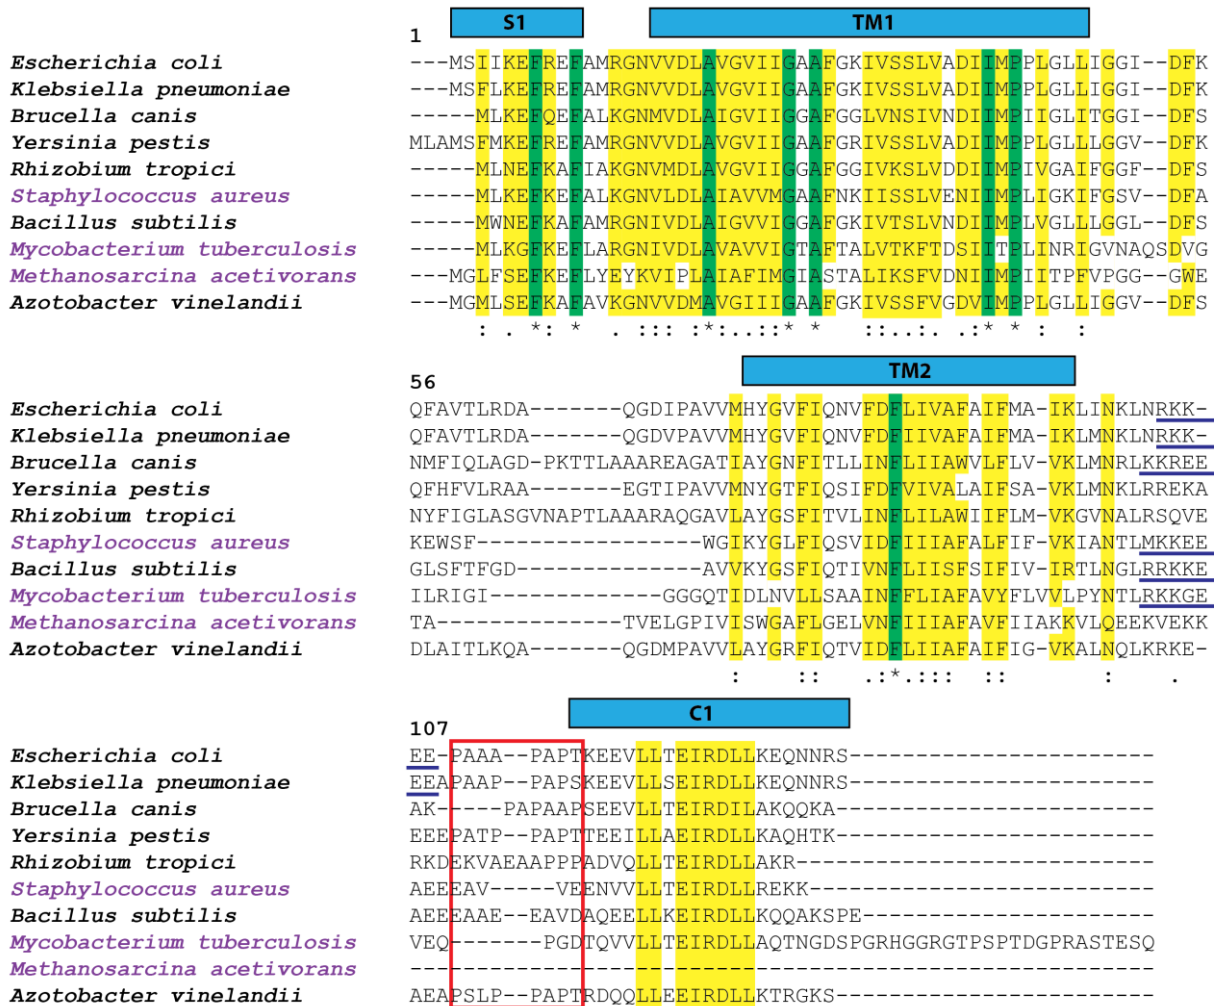 S1 TM1
1
Escherichia coli ---MSIIKEFREFAMRGNVVDLAVGVIIGAAFGKIVSSLVADIIMPPLGLLIGGI--DFK
Klebsiella pneumoniae ---MSFLKEFREFAMRGNVVDLAVGVIIGAAFGKIVSSLVADIIMPPLGLLIGGI--DFK
Brucella canis -----MLKEFQEFALKGNMVDLAIGVIIGGAFGGLVNSIVNDIIMPIIGLITGGI--DFS
Yersinia pestis MLAMSFMKEFREFAMRGNVVDLAVGVIIGAAFGRIVSSLVADIIMPPLGLLLGGV--DFK
Rhizobium tropici -----MLNEFKAFIAKGNVMDLAVGVIIGGAFGGIVKSLVDDIIMPIVGAIFGGF--DFS
Staphylococcus aureus -----MLKEFKEFALKGNVLDLAIAVVMGAAFNKIISSLVENIIMPLIGKIFGSV--DFA
Bacillus subtilis -----MWNEFKAFAMRGNIVDLAIGVVIGGAFGKIVTSLVNDIIMPLVGLLLGGL--DFS
Mycobacterium tuberculosis -----MLKGFKEFLARGNIVDLAVAVVIGTAFTALVTKFTDSIITPLINRIGVNAQSDVG
Methanosarcina acetivorans ---MGLFSEFKEFLYEYKVIPLAIAFIMGIASTALIKSFVDNIIMPIITPFVPGG--GWE
Azotobacter vinelandii ---MGMLSEFKAFAVKGNVVDMAVGIIIGAAFGKIVSSFVGDVIMPPLGLLIGGV--DFS
: . * * . ::: :*:..::* * ::..:. .:* * : :
TM2
56
Escherichia coli QFAVTLRDA-------QGDIPAVVMHYGVFIQNVFDFLIVAFAIFMA-IKLINKLNRKK-
Klebsiella pneumoniae QFAVTLRDA-------QGDVPAVVMHYGVFIQNVFDFIIVAFAIFMA-IKLMNKLNRKK-
Brucella canis NMFIQLAGD-PKTTLAAAREAGATIAYGNFITLLINFLIIAWVLFLV-VKLMNRLKKREE
Yersinia pestis QFHFVLRAA-------EGTIPAVVMNYGTFIQSIFDFVIVALAIFSA-VKLMNKLRREKA
Rhizobium tropici NYFIGLASGVNAPTLAAARAQGAVLAYGSFITVLINFLILAWIIFLM-VKGVNALRSQVE
Staphylococcus aureus KEWSF-----------------WGIKYGLFIQSVIDFIIIAFALFIF-VKIANTLMKKEE
Bacillus subtilis GLSFTFGD--------------AVVKYGSFIQTIVNFLIISFSIFIV-IRTLNGLRRKKE
Mycobacterium tuberculosis ILRIGI-------------GGGQTIDLNVLLSAAINFFLIAFAVYFLVVLPYNTLRKKGE
Methanosarcina acetivorans TA--------------TVELGPIVISWGAFLGELVNFIIIAFAVFIIAKKVLQEEKVEKK
Azotobacter vinelandii DLAITLKQA-------QGDMPAVVLAYGRFIQTVIDFLIIAFAIFIG-VKALNQLKRKE-
: :: .:*.::: :: : .
C1
107
Escherichia coli EE-PAAA--PAPTKEEVLLTEIRDLLKEQNNRS-----------------------
Klebsiella pneumoniae EEAPAAP--PAPSKEEVLLSEIRDLLKEQNNRS-----------------------
Brucella canis AK-----PAPAAPSEEVLLTEIRDILAKQQKA------------------------
Yersinia pestis EEEPATP--PAPTTEEILLAEIRDLLKAQHTK------------------------
Rhizobium tropici RKDEKVAEAAPPPADVQLLTEIRDLLAKR---------------------------
Staphylococcus aureus AEEEAV-----VEENVVLLTEIRDLLREKK--------------------------
Bacillus subtilis AEEEAAE--EAVDAQEELLKEIRDLLKQQAKSPE----------------------
Mycobacterium tuberculosis VEQ-------PGDTQVVLLTEIRDLLAQTNGDSPGRHGGRGTPSPTDGPRASTESQ
Methanosarcina acetivorans --------------------------------------------------------
Azotobacter vinelandii AEAPSLP--PAPTRDQQLLEEIRDLLKTRGKS------------------------